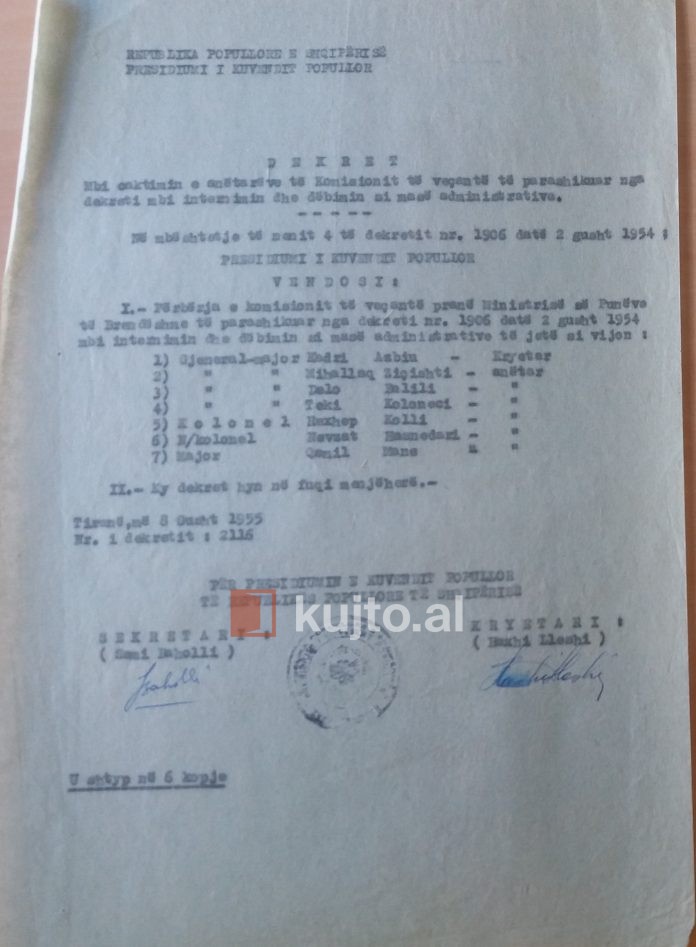 REPUBLIKA POPULLORE E SHQIPËRISË
PRESIDIUMI I KUVENDIT POPULLOR
D E K R E T
Mbi caktimin e anëtarëve të Komisionit të veçantë të parashikuar nga
dekreti mbi internimin dhe dëbimin si masë administrative.
- - - - -
Në mbështetje të nenit 4 të dekretit nr. 1906 datë 2 gusht 1954 :
PRESIDIUMI I KUVENDIT POPULLOR
V E N D O S I :
I.- Përbërja e komisionit të veçantë pranë Ministrisë së Punëve
të Brendëshme të parashikuar nga dekreti nr. 1906 datë 2 gusht 1954
mbi internimin dhe dëbimin si masë administrative të jetë si vijon :
1) Gjeneral-major Kadri Hasbiu - Kryetar
2) " " Mihallaq Ziçishti - anëtar
3) " " Delo Balili - "
4) " " Teki Kolaneci - "
5) K o l o n e l Rexhep Kolli - "
6) N/kolonel Nevzat Haznedari - "
7) Major Qamil Mane " "
II.- Ky dekret hyn në fuqi menjëherë.-
Tiranë,më 8 Gusht 1955
Nr. i dekretit : 2116
PËR PRESIDIUMIN E KUVENDIT POPULLOR
TË REPUBLIKËS POPULLORE TË SHQIPËRISË
kujto.al
SEKRETARI : KRYETARI :
( Sami Baholli ) ( Haxhi Lleshi )
U shtyp në 6 kopje